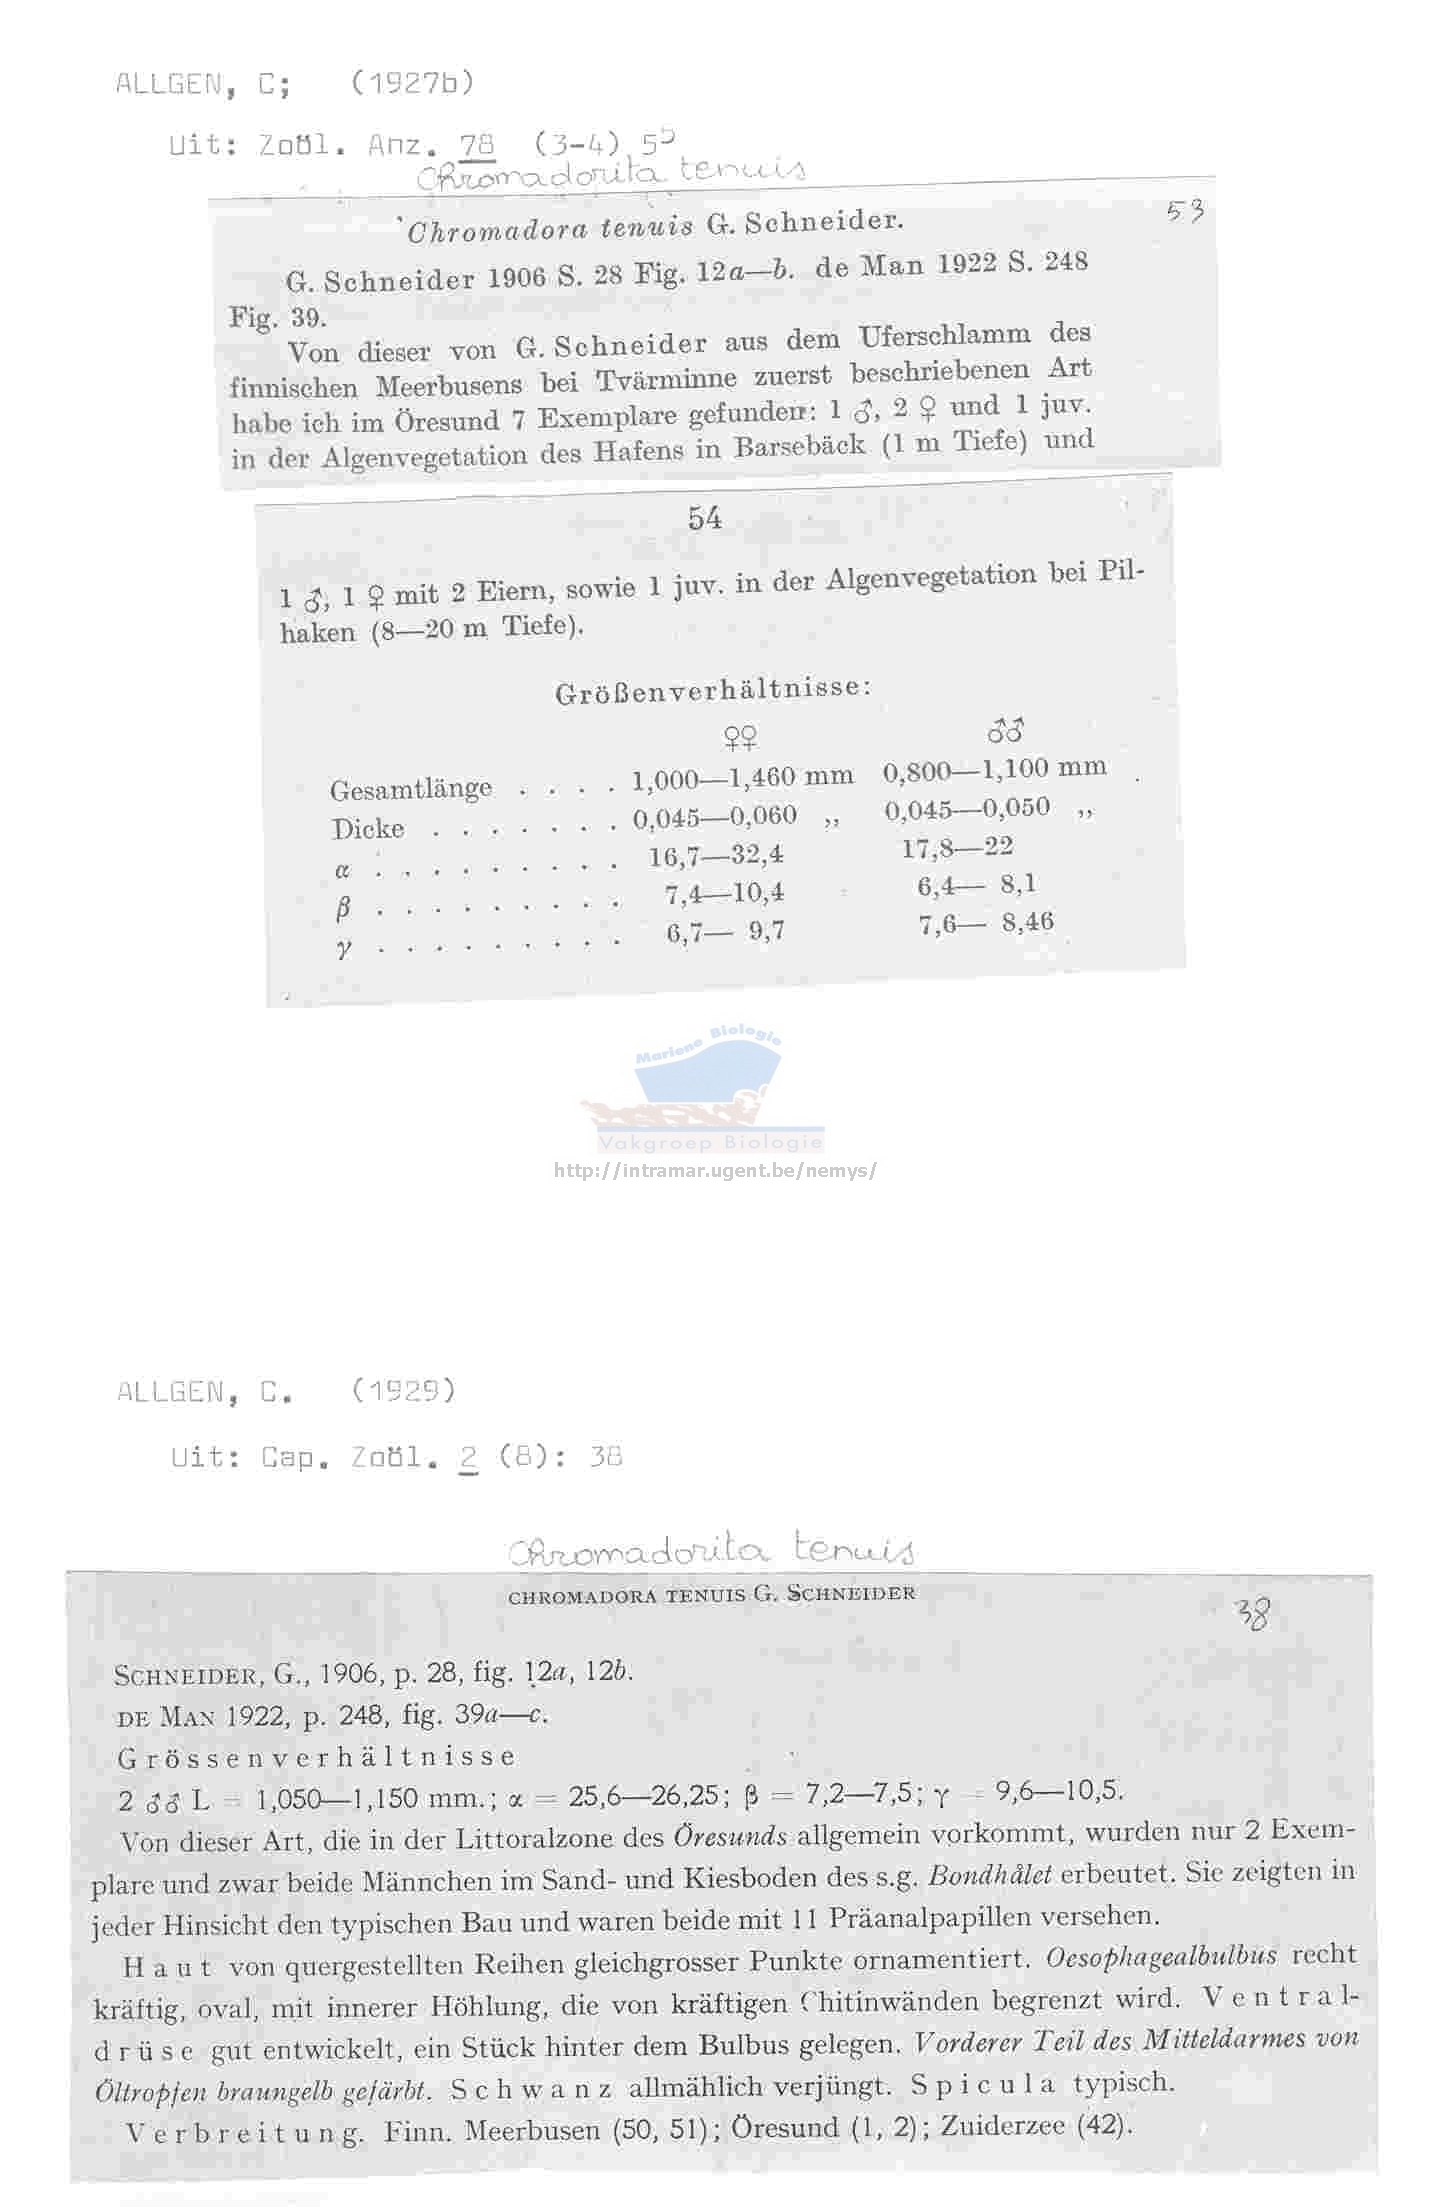 ALLGEN, C; (1927b)
Uit: Zoöl. Anz. 78 (3-4) 55
Chromadorita tenuis
Chromadora tenuis G. Schneider.
53
G. Schneider 1906 S. 28 Fig. 12a—b. de Man 1922 S. 248
Fig. 39.
Von dieser von G. Schneider aus dem Uferschlamm des
finnischen Meerbusens bei Tvärminne zuerst beschriebenen Art
habe ich im Öresund 7 Exemplare gefunden: 1 ♂, 2 ♀ und 1 juv.
in der Algenvegetation des Hafens in Barsebäck (1 m Tiefe) und
54
1 ♂, 1 ♀ mit 2 Eiern, sowie 1 juv. in der Algenvegetation bei Pil-
haken (8—20 m Tiefe).
Größenverhältnisse:
♀♀ ♂♂
Gesamtlänge . . . . 1,000—1,460 mm 0,800—1,100 mm
Dicke . . . . . . . 0,045—0,060 „ 0,045—0,050 „
α . . . . . . . . . 16,7—32,4 17,8—22
β . . . . . . . . . 7,4—10,4 6,4— 8,1
γ . . . . . . . . . 6,7— 9,7 7,6— 8,46
Mariene Biologie
Vakgroep Biologie
http://intramar.ugent.be/nemys/
ALLGEN, C. (1929)
Uit: Cap. Zoöl. 2 (8): 38
Chromadorita tenuis
CHROMADORA TENUIS G. SCHNEIDER
38
SCHNEIDER, G., 1906, p. 28, fig. 12a, 12b.
DE MAN 1922, p. 248, fig. 39a—c.
Grössenverhältnisse
2 ♂♂ L = 1,050—1,150 mm.; α = 25,6—26,25; β = 7,2—7,5; γ = 9,6—10,5.
Von dieser Art, die in der Littoralzone des Öresunds allgemein vorkommt, wurden nur 2 Exem-
plare und zwar beide Männchen im Sand- und Kiesboden des s.g. Bondhålet erbeutet. Sie zeigten in
jeder Hinsicht den typischen Bau und waren beide mit 11 Präanalpapillen versehen.
Haut von quergestellten Reihen gleichgrosser Punkte ornamentiert. Oesophagealbulbus recht
kräftig, oval, mit innerer Höhlung, die von kräftigen Chitinwänden begrenzt wird. Ventral-
drüse gut entwickelt, ein Stück hinter dem Bulbus gelegen. Vorderer Teil des Mitteldarmes von
Öltropfen braungelb gefärbt. Schwanz allmählich verjüngt. Spicula typisch.
Verbreitung. Finn. Meerbusen (50, 51); Öresund (1, 2); Zuiderzee (42).